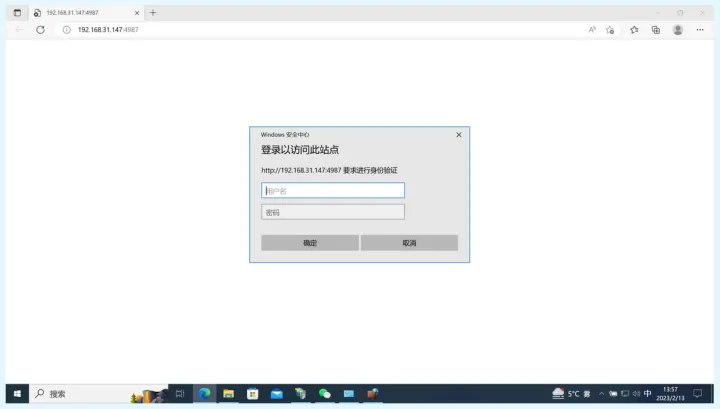 192.168.31.147:4987
192.168.31.147:4987
Windows 安全中心
登录以访问此站点
http://192.168.31.147:4987 要求进行身份验证
用户名
密码
确定
取消
搜索
5°C 雾
中
13:57
2023/2/13